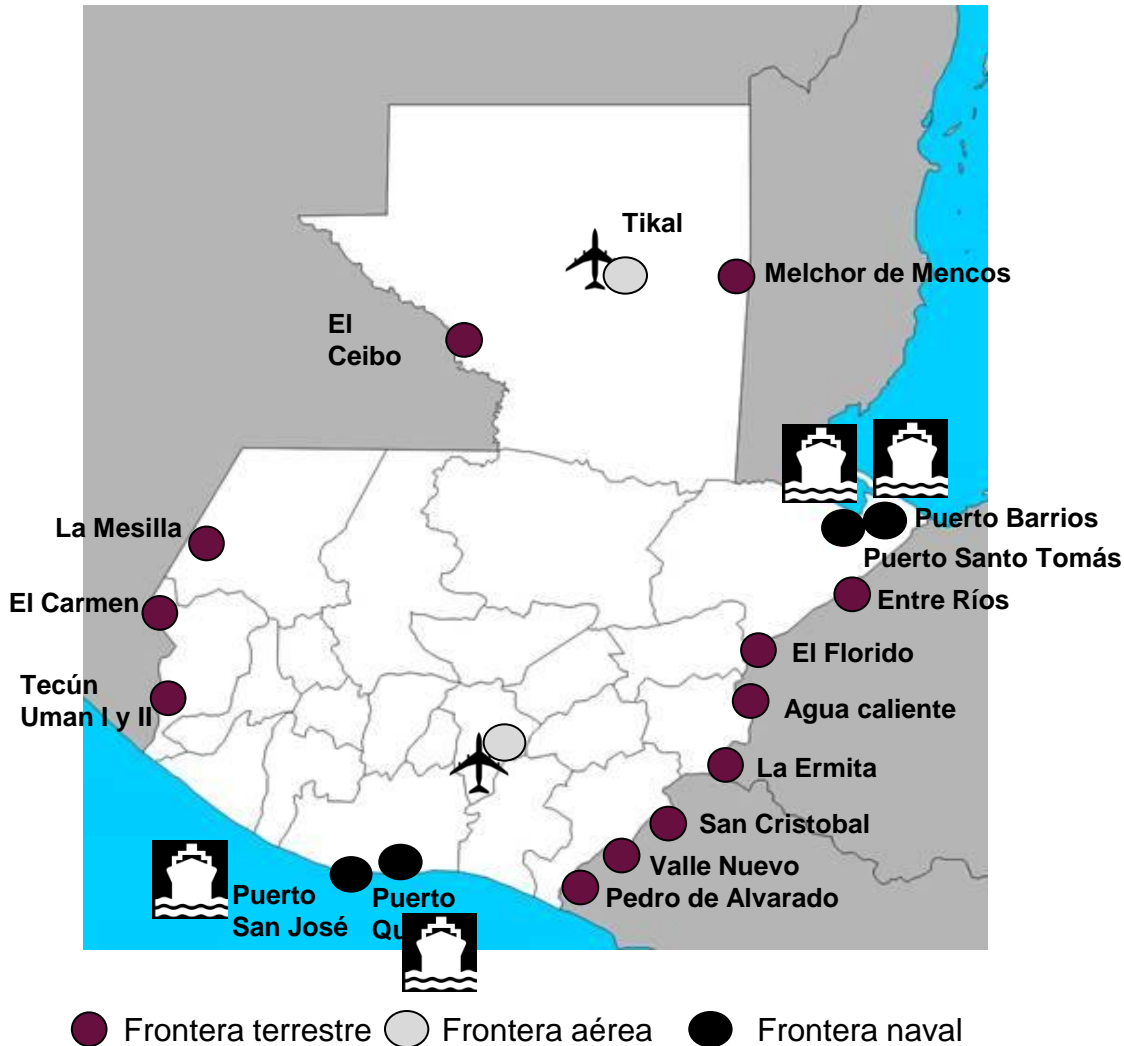 Tikal
Melchor de Mencos
El
Ceibo
La Mesilla
Puerto Barrios
Puerto Santo Tomás
El Carmen
Entre Ríos
El Florido
Tecún
Uman I y II
Agua caliente
La Ermita
San Cristobal
Valle Nuevo
Pedro de Alvarado
Puerto
San José
Puerto
Frontera terrestre
Frontera aérea
Frontera naval